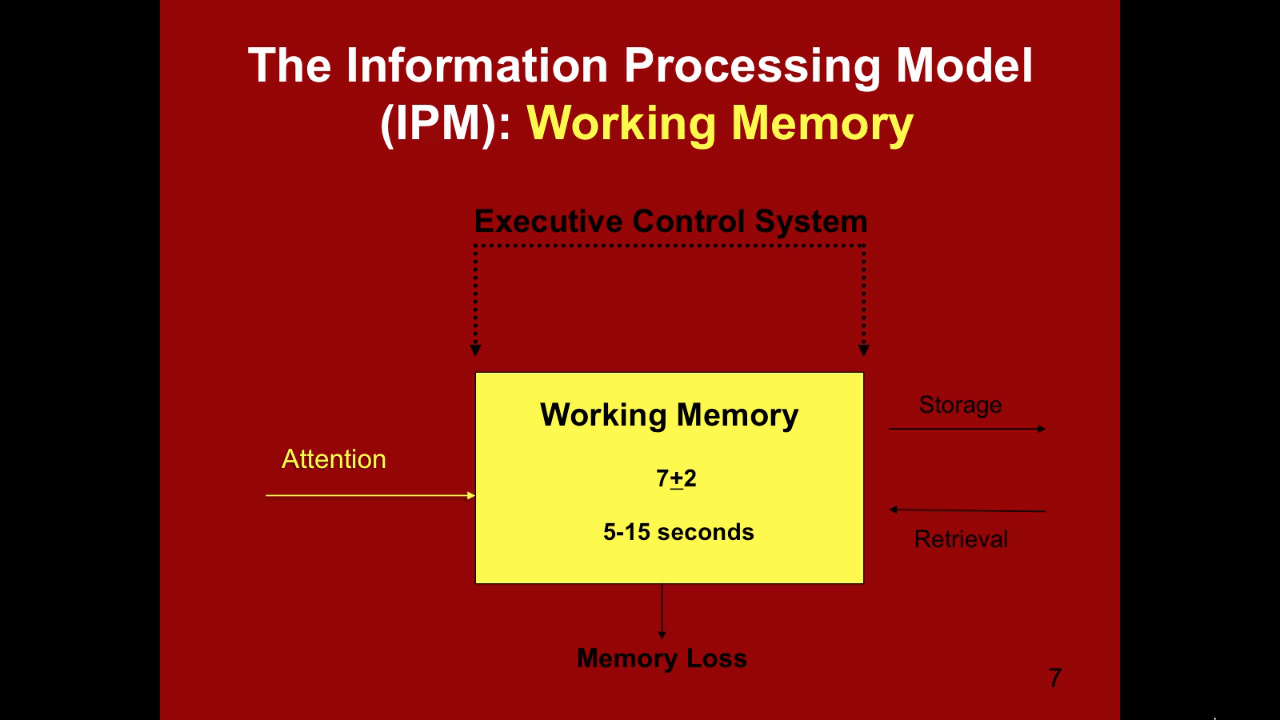 The Information Processing Model
(IPM): Working Memory
Executive Control System
Working Memory
7+2
5-15 seconds
Attention
Storage
Retrieval
Memory Loss
7